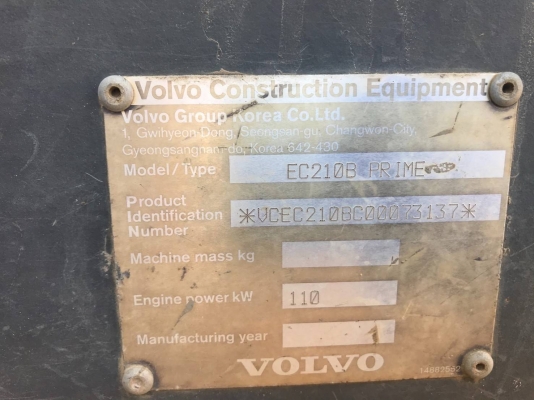 Volvo Construction Equipment
Volvo Group Korea Co.Ltd.
1, Gwihyeon-Dong, Seongsan-gu, Changwon-City,
Gyeongsangnam-do, Korea 642-430
Model/Type EC210B PRIME
Product
Identification
Number *VCEC210BC00073137*
Machine mass kg
Engine power kW 110
Manufacturing year
VOLVO